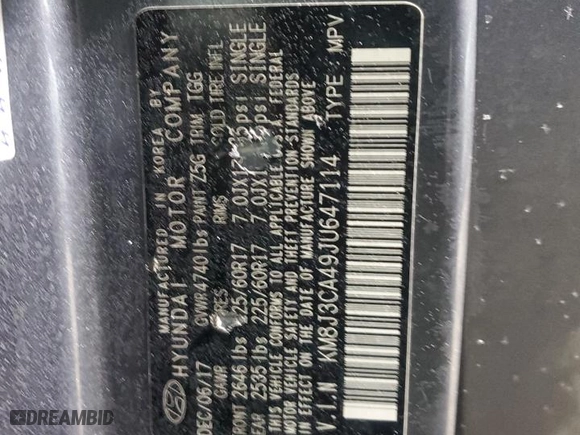 MANUFACTURED IN KOREA BY
HYUNDAI MOTOR COMPANY
DEC/06/17 GVWR 4740 lbs PAINT Z5G TRIM TGG
GAWR RIMS COLD TIRE INFL
FRONT 2646 lbs 225/60R17 7.0JX17 psi SINGLE
REAR 2595 lbs 225/60R17 7.0JX17 psi SINGLE
THIS VEHICLE CONFORMS TO ALL APPLICABLE U.S. FEDERAL
MOTOR VEHICLE SAFETY AND THEFT PREVENTION STANDARDS
IN EFFECT ON THE DATE OF MANUFACTURE SHOWN ABOVE
V.I.N KM8J3CA49JU647114 TYPE MPV
DREAMBID